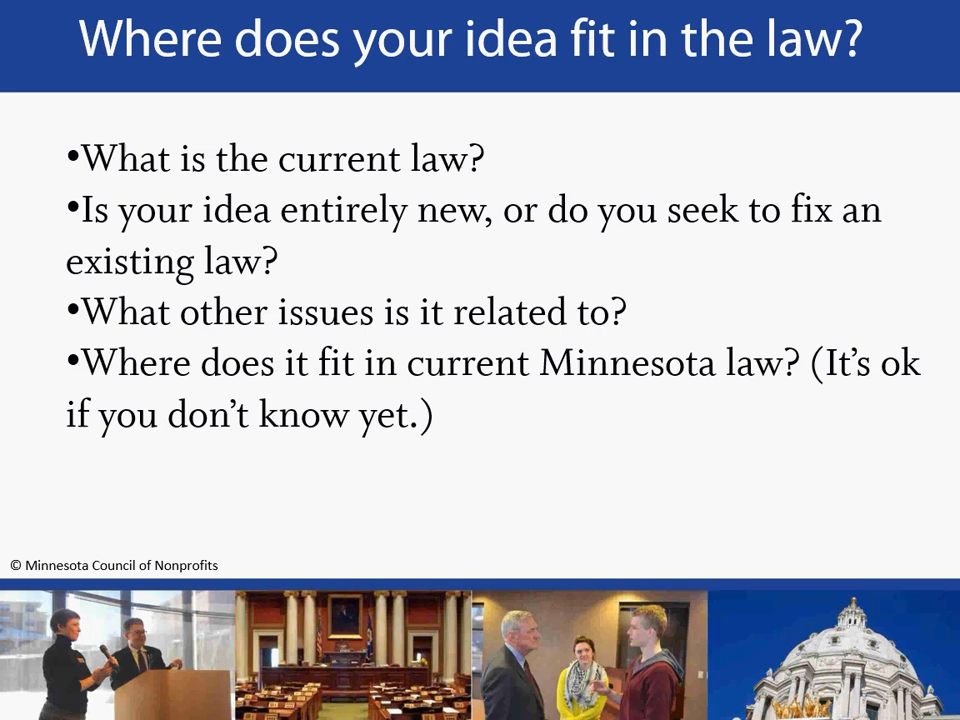 Where does your idea fit in the law?
•What is the current law?
•Is your idea entirely new, or do you seek to fix an
existing law?
•What other issues is it related to?
•Where does it fit in current Minnesota law? (It’s ok
if you don’t know yet.)
© Minnesota Council of Nonprofits